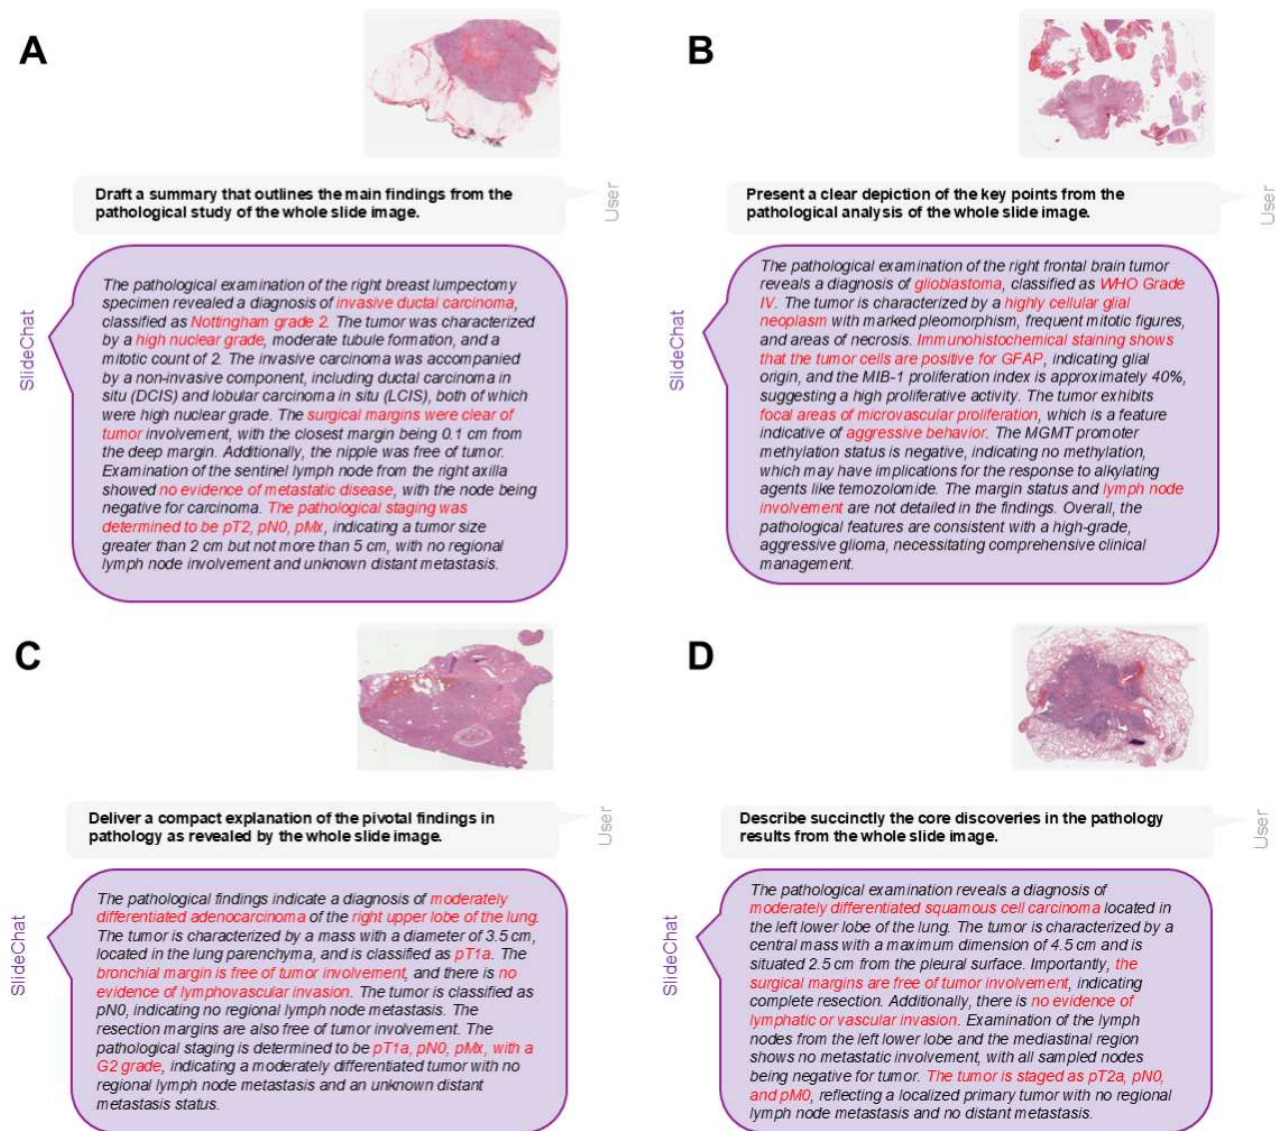 A
Draft a summary that outlines the main findings from the
pathological study of the whole slide image.
User
SlideChat
The pathological examination of the right breast lumpectomy
specimen revealed a diagnosis of invasive ductal carcinoma,
classified as Nottingham grade 2. The tumor was characterized
by a high nuclear grade, moderate tubule formation, and a
mitotic count of 2. The invasive carcinoma was accompanied
by a non-invasive component, including ductal carcinoma in
situ (DCIS) and lobular carcinoma in situ (LCIS), both of which
were high nuclear grade. The surgical margins were clear of
tumor involvement, with the closest margin being 0.1 cm from
the deep margin. Additionally, the nipple was free of tumor.
Examination of the sentinel lymph node from the right axilla
showed no evidence of metastatic disease, with the node being
negative for carcinoma. The pathological staging was
determined to be pT2, pN0, pMx, indicating a tumor size
greater than 2 cm but not more than 5 cm, with no regional
lymph node involvement and unknown distant metastasis.
B
Present a clear depiction of the key points from the
pathological analysis of the whole slide image.
User
SlideChat
The pathological examination of the right frontal brain tumor
reveals a diagnosis of glioblastoma, classified as WHO Grade
IV. The tumor is characterized by a highly cellular glial
neoplasm with marked pleomorphism, frequent mitotic figures,
and areas of necrosis. Immunohistochemical staining shows
that the tumor cells are positive for GFAP, indicating glial
origin, and the MIB-1 proliferation index is approximately 40%,
suggesting a high proliferative activity. The tumor exhibits
focal areas of microvascular proliferation, which is a feature
indicative of aggressive behavior. The MGMT promoter
methylation status is negative, indicating no methylation,
which may have implications for the response to alkylating
agents like temozolomide. The margin status and lymph node
involvement are not detailed in the findings. Overall, the
pathological features are consistent with a high-grade,
aggressive glioma, necessitating comprehensive clinical
management.
C
Deliver a compact explanation of the pivotal findings in
pathology as revealed by the whole slide image.
User
SlideChat
The pathological findings indicate a diagnosis of moderately
differentiated adenocarcinoma of the right upper lobe of the lung.
The tumor is characterized by a mass with a diameter of 3.5 cm,
located in the lung parenchyma, and is classified as pT1a. The
bronchial margin is free of tumor involvement, and there is no
evidence of lymphovascular invasion. The tumor is classified as
pN0, indicating no regional lymph node metastasis. The
resection margins are also free of tumor involvement. The
pathological staging is determined to be pT1a, pN0, pMx, with a
G2 grade, indicating a moderately differentiated tumor with no
regional lymph node metastasis and an unknown distant
metastasis status.
D
Describe succinctly the core discoveries in the pathology
results from the whole slide image.
User
SlideChat
The pathological examination reveals a diagnosis of
moderately differentiated squamous cell carcinoma located in
the left lower lobe of the lung. The tumor is characterized by a
central mass with a maximum dimension of 4.5 cm and is
situated 2.5 cm from the pleural surface. Importantly, the
surgical margins are free of tumor involvement, indicating
complete resection. Additionally, there is no evidence of
lymphatic or vascular invasion. Examination of the lymph
nodes from the left lower lobe and the mediastinal region
shows no metastatic involvement, with all sampled nodes
being negative for tumor. The tumor is staged as pT2a, pN0,
and pM0, reflecting a localized primary tumor with no regional
lymph node metastasis and no distant metastasis.